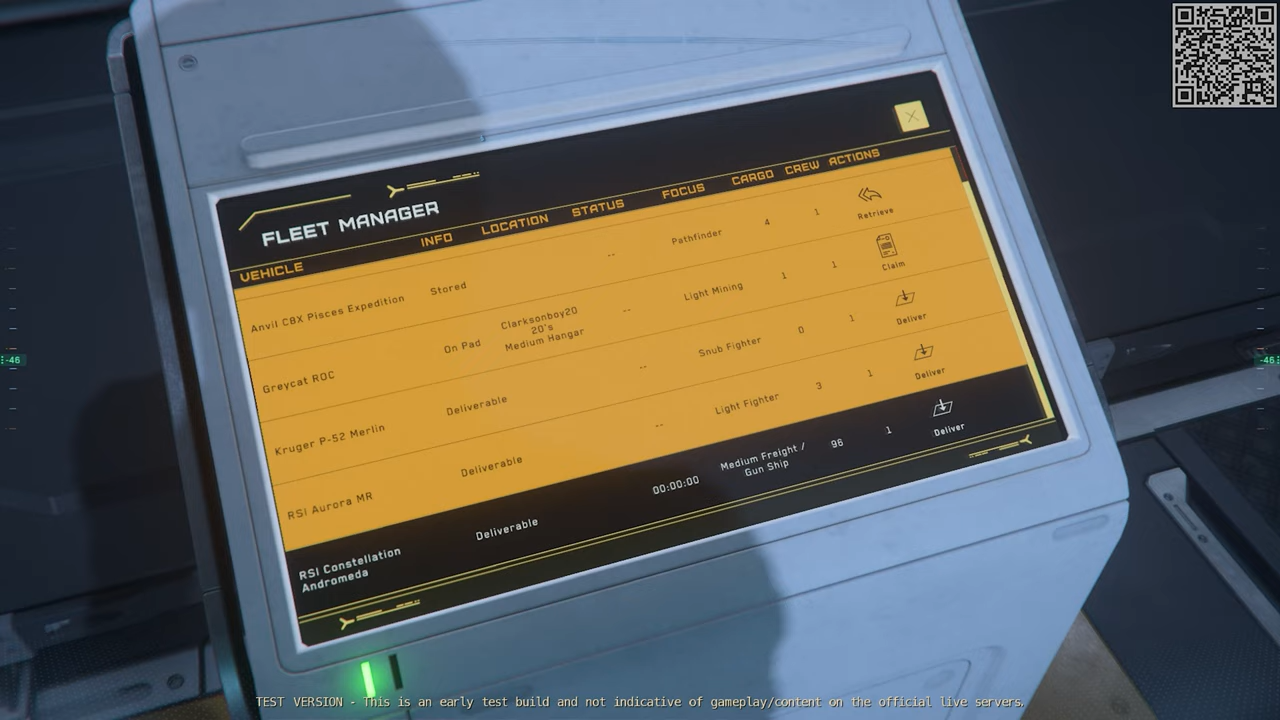 FLEET MANAGER
VEHICLE INFO LOCATION STATUS FOCUS CARGO CREW ACTIONS
Anvil C8X Pisces Expedition Stored -- Pathfinder 4 1 Retrieve
Greycat ROC On Pad Clarksonboy20
20's
Medium Hangar -- Light Mining 1 1 Claim
Kruger P-52 Merlin Deliverable -- Snub Fighter 0 1 Deliver
RSI Aurora MR Deliverable -- Light Fighter 3 1 Deliver
RSI Constellation
Andromeda Deliverable 00:00:00 Medium Freight /
Gun Ship 96 1 Deliver
-46
-46
TEST VERSION - This is an early test build and not indicative of gameplay/content on the official live servers.